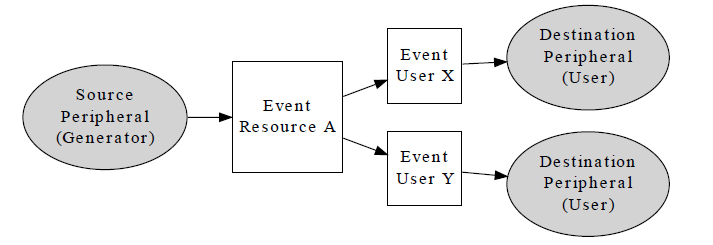 Source
Peripheral
(Generator)
Event
Resource A
Event
User X
Destination
Peripheral
(User)
Event
User Y
Destination
Peripheral
(User)